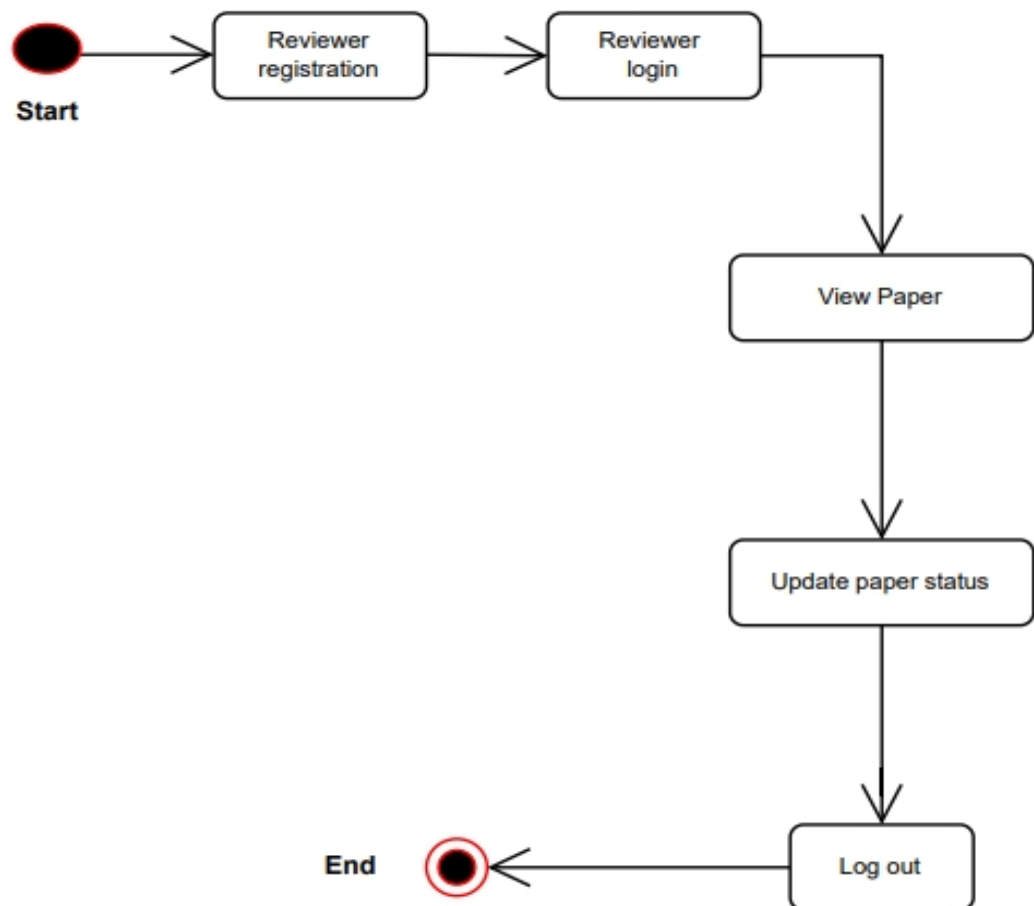 Reviewer
registration
Reviewer
login
Start
View Paper
Update paper status
End
Log out